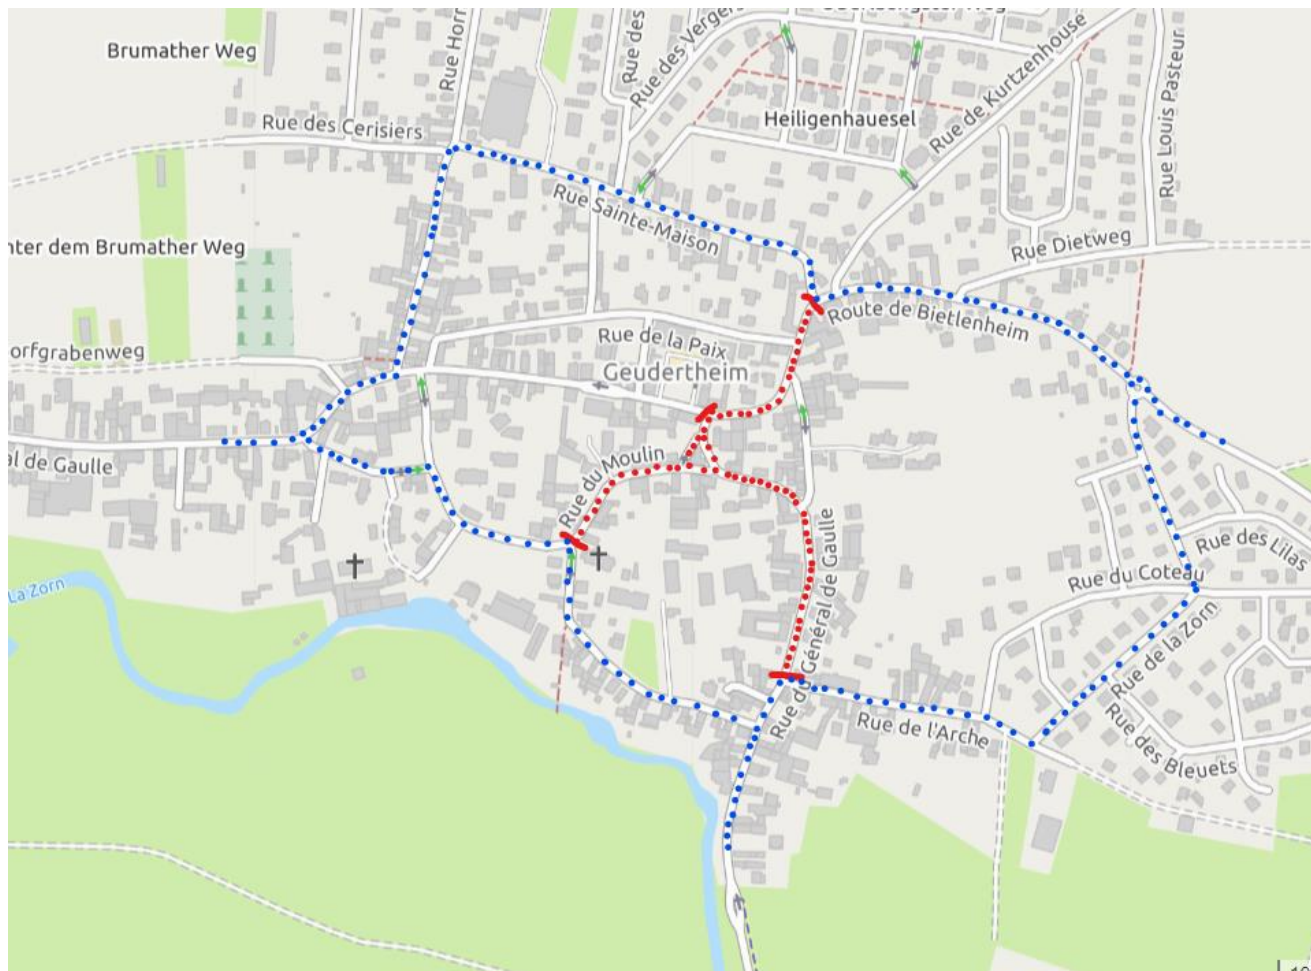 Brumather Weg
Rue Horn
Rue des
Rue des Vergers
Rue de Kurtzenhouse
Rue Louis Pasteur
Rue des Cerisiers
Heiligenhauesel
Rue Sainte-Maison
Rue Dietweg
nter dem Brumather Weg
Route de Bietlenheim
orfgrabenweg
Rue de la Paix
Geudertheim
al de Gaulle
Rue du Moulin
Rue des Lilas
La Zorn
Rue du Coteau
Rue du Général de Gaulle
Rue de la Zorn
Rue de l'Arche
Rue des Bleuets